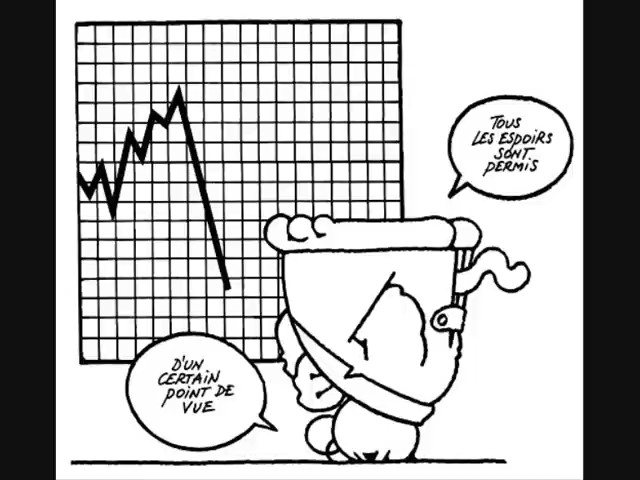 TOUS
LES ESPOIRS
SONT
PERMIS
D'UN
CERTAIN
POINT DE
VUE